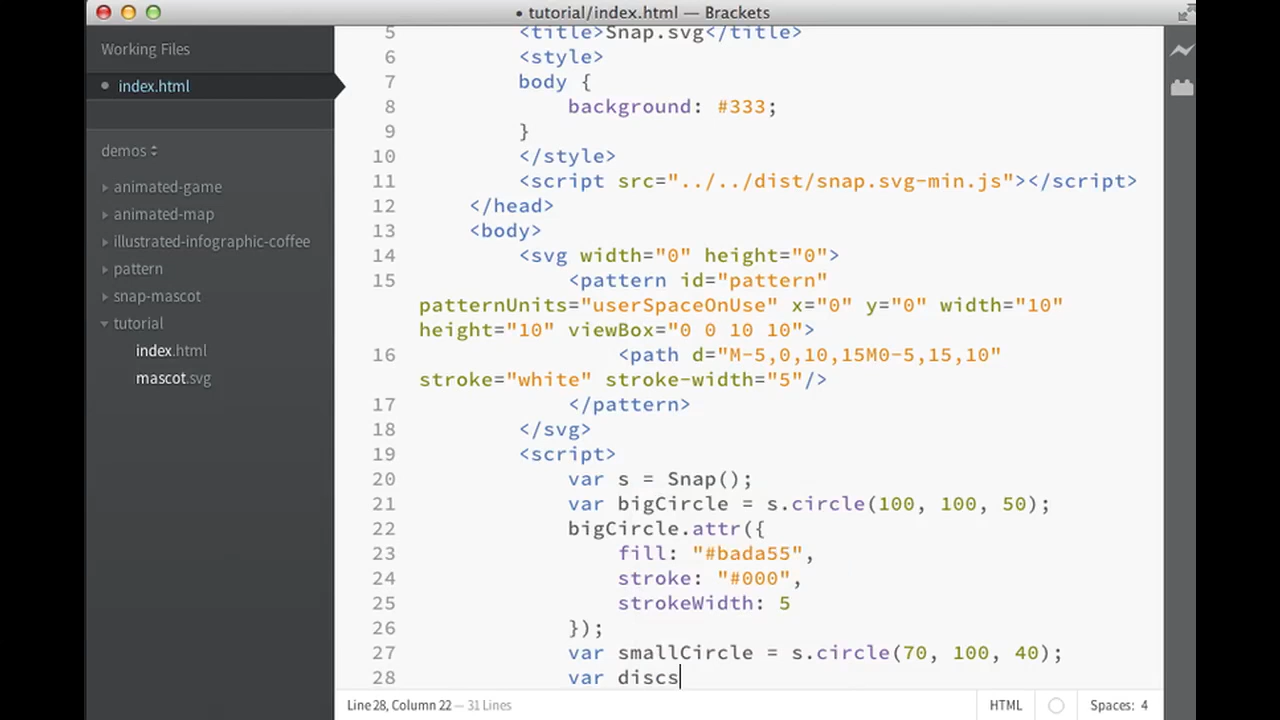 • tutorial/index.html — Brackets
Working Files
index.html
demos
animated-game
animated-map
illustrated-infographic-coffee
pattern
snap-mascot
tutorial
index.html
mascot.svg
5 <title>Snap.svg</title>
6 <style>
7 body {
8 background: #333;
9 }
10 </style>
11 <script src="../../dist/snap.svg-min.js"></script>
12 </head>
13 <body>
14 <svg width="0" height="0">
15 <pattern id="pattern"
patternUnits="userSpaceOnUse" x="0" y="0" width="10"
height="10" viewBox="0 0 10 10">
16 <path d="M-5,0,10,15M0-5,15,10"
stroke="white" stroke-width="5"/>
17 </pattern>
18 </svg>
19 <script>
20 var s = Snap();
21 var bigCircle = s.circle(100, 100, 50);
22 bigCircle.attr({
23 fill: "#bada55",
24 stroke: "#000",
25 strokeWidth: 5
26 });
27 var smallCircle = s.circle(70, 100, 40);
28 var discs
Line 28, Column 22 — 31 Lines
HTML
Spaces: 4